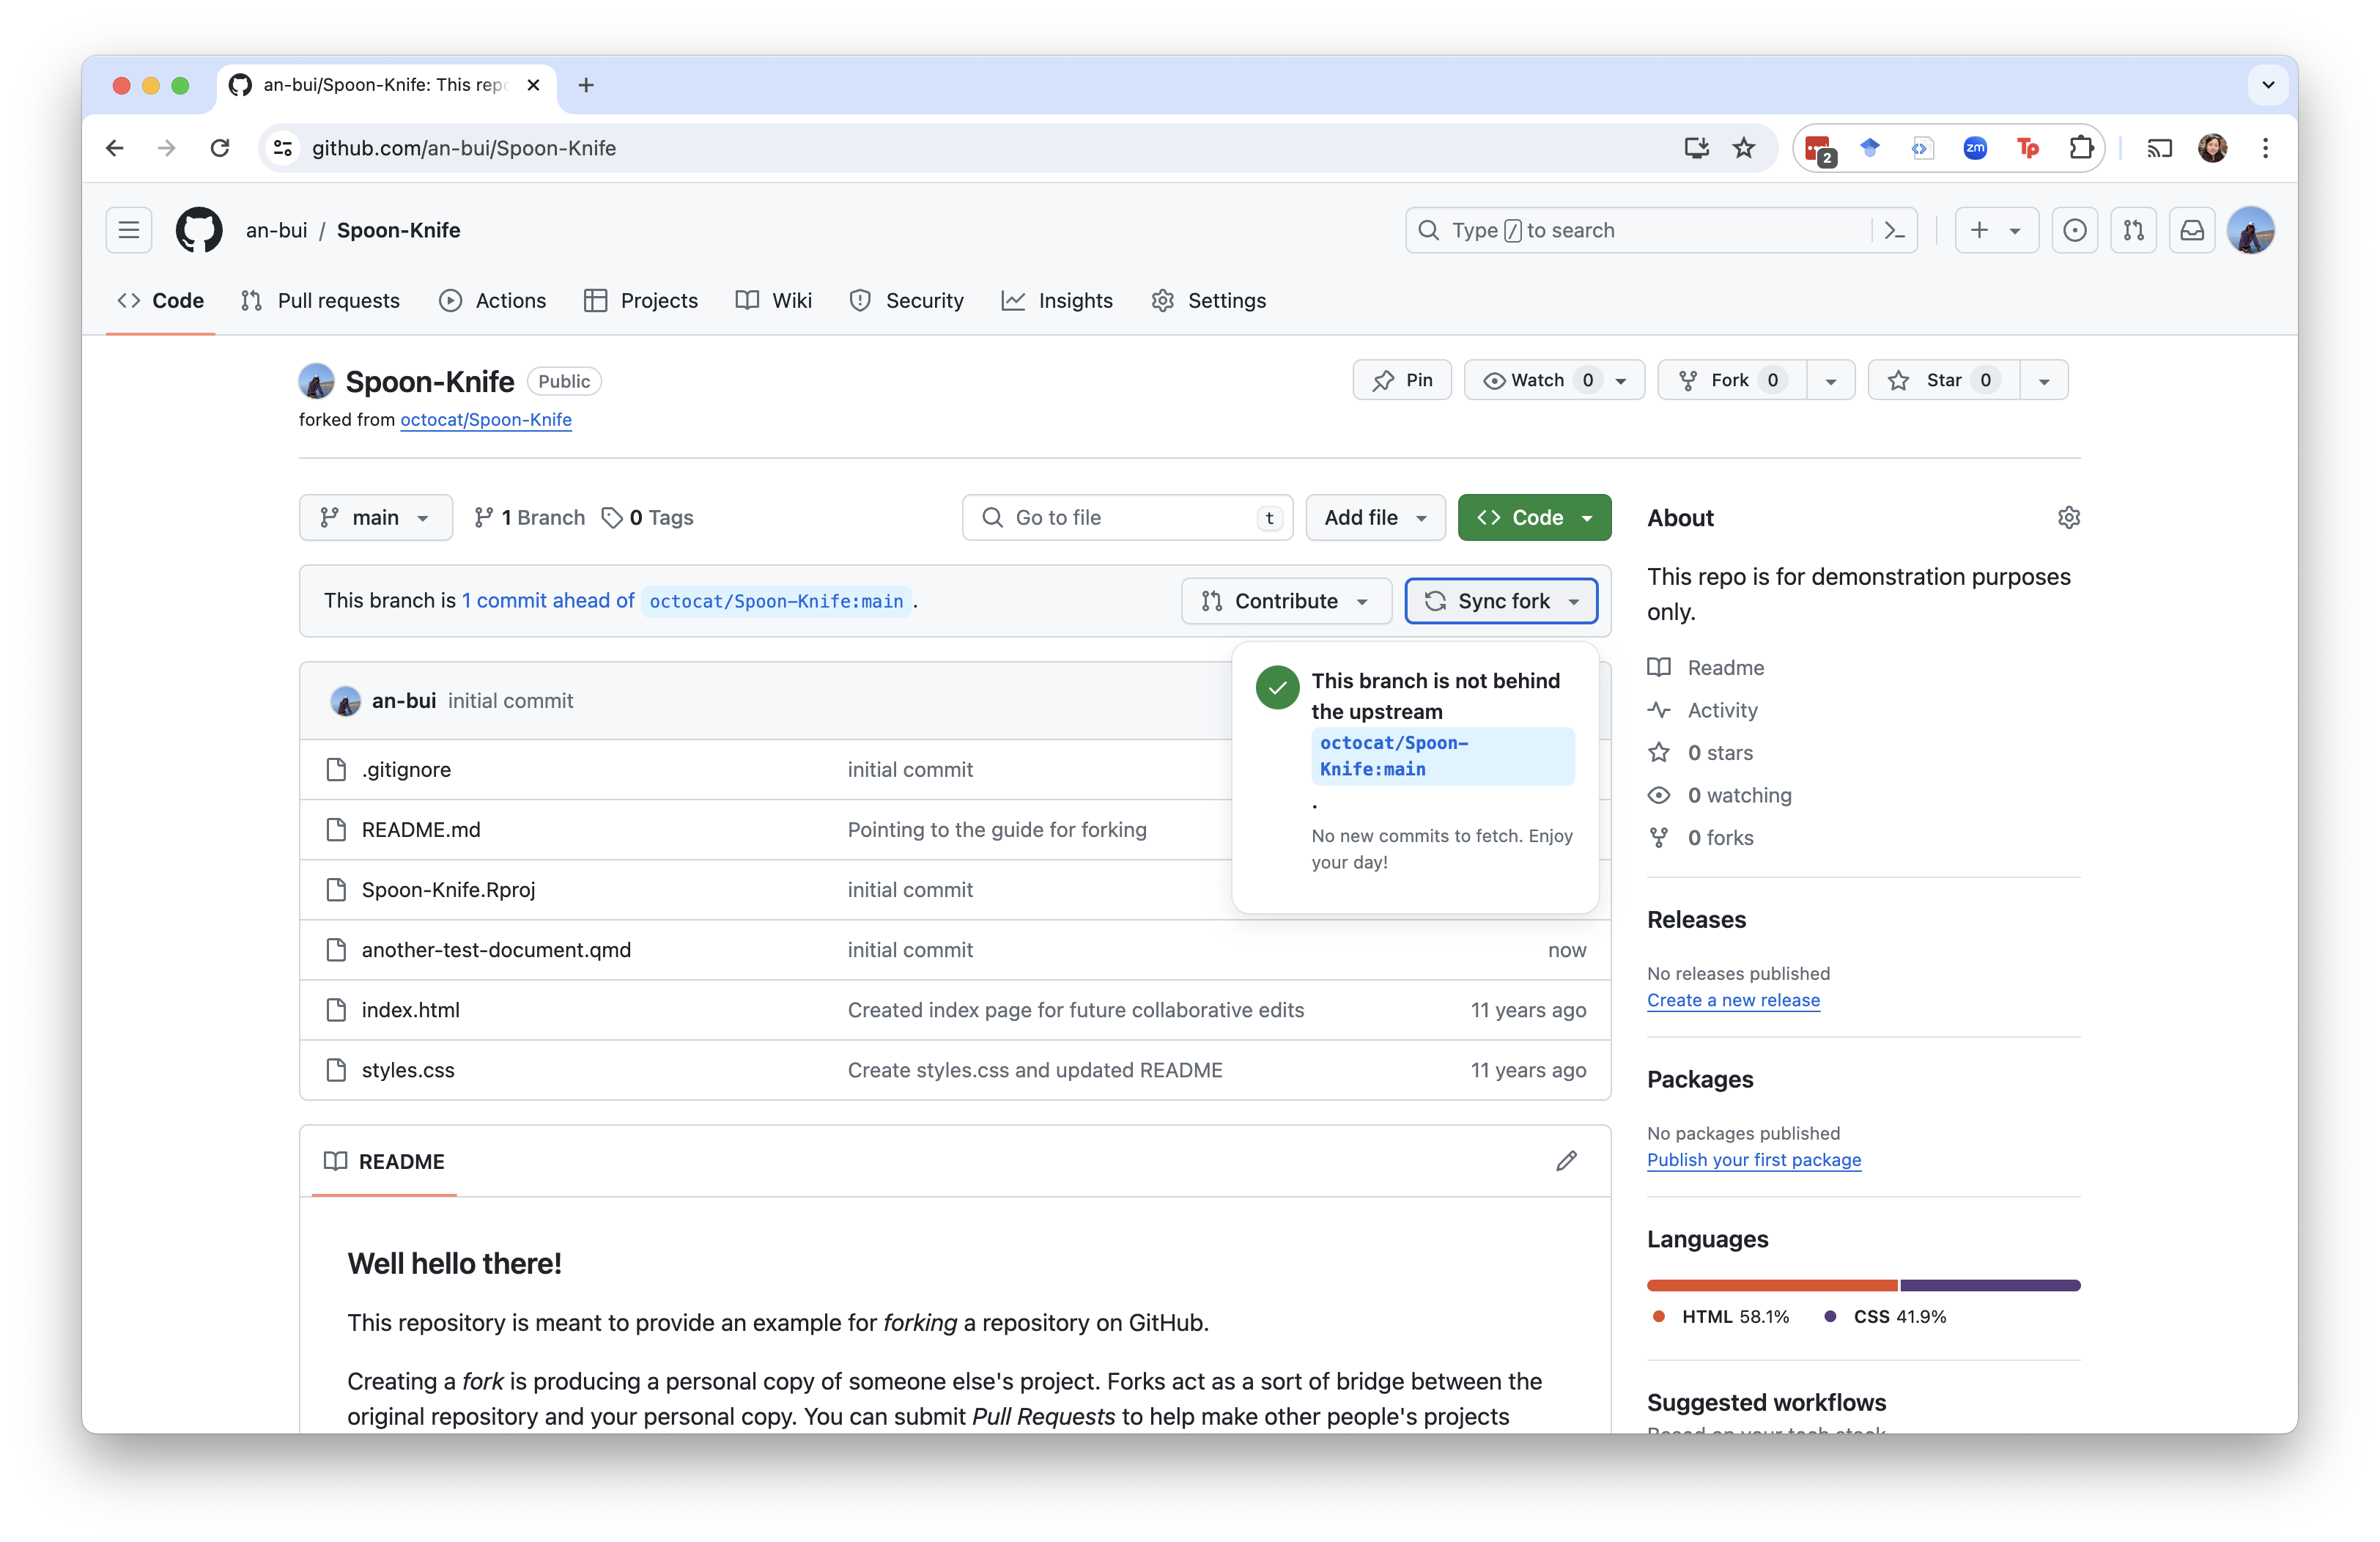 an-bui/Spoon-Knife: This repo
github.com/an-bui/Spoon-Knife
2
zm
Tp
an-bui / Spoon-Knife
Type / to search
Code
Pull requests
Actions
Projects
Wiki
Security
Insights
Settings
Spoon-Knife
Public
Pin
Watch 0
Fork 0
Star 0
forked from octocat/Spoon-Knife
main
1 Branch
0 Tags
Go to file
t
Add file
Code
This branch is 1 commit ahead of octocat/Spoon-Knife:main .
Contribute
Sync fork
This branch is not behind
the upstream
octocat/Spoon-
Knife:main
.
No new commits to fetch. Enjoy
your day!
an-bui initial commit
.gitignore initial commit
README.md Pointing to the guide for forking
Spoon-Knife.Rproj initial commit
another-test-document.qmd initial commit now
index.html Created index page for future collaborative edits 11 years ago
styles.css Create styles.css and updated README 11 years ago
README
Well hello there!
This repository is meant to provide an example for forking a repository on GitHub.
Creating a fork is producing a personal copy of someone else's project. Forks act as a sort of bridge between the
original repository and your personal copy. You can submit Pull Requests to help make other people's projects
About
This repo is for demonstration purposes
only.
Readme
Activity
0 stars
0 watching
0 forks
Releases
No releases published
Create a new release
Packages
No packages published
Publish your first package
Languages
HTML 58.1%
CSS 41.9%
Suggested workflows
Based on your tech stack